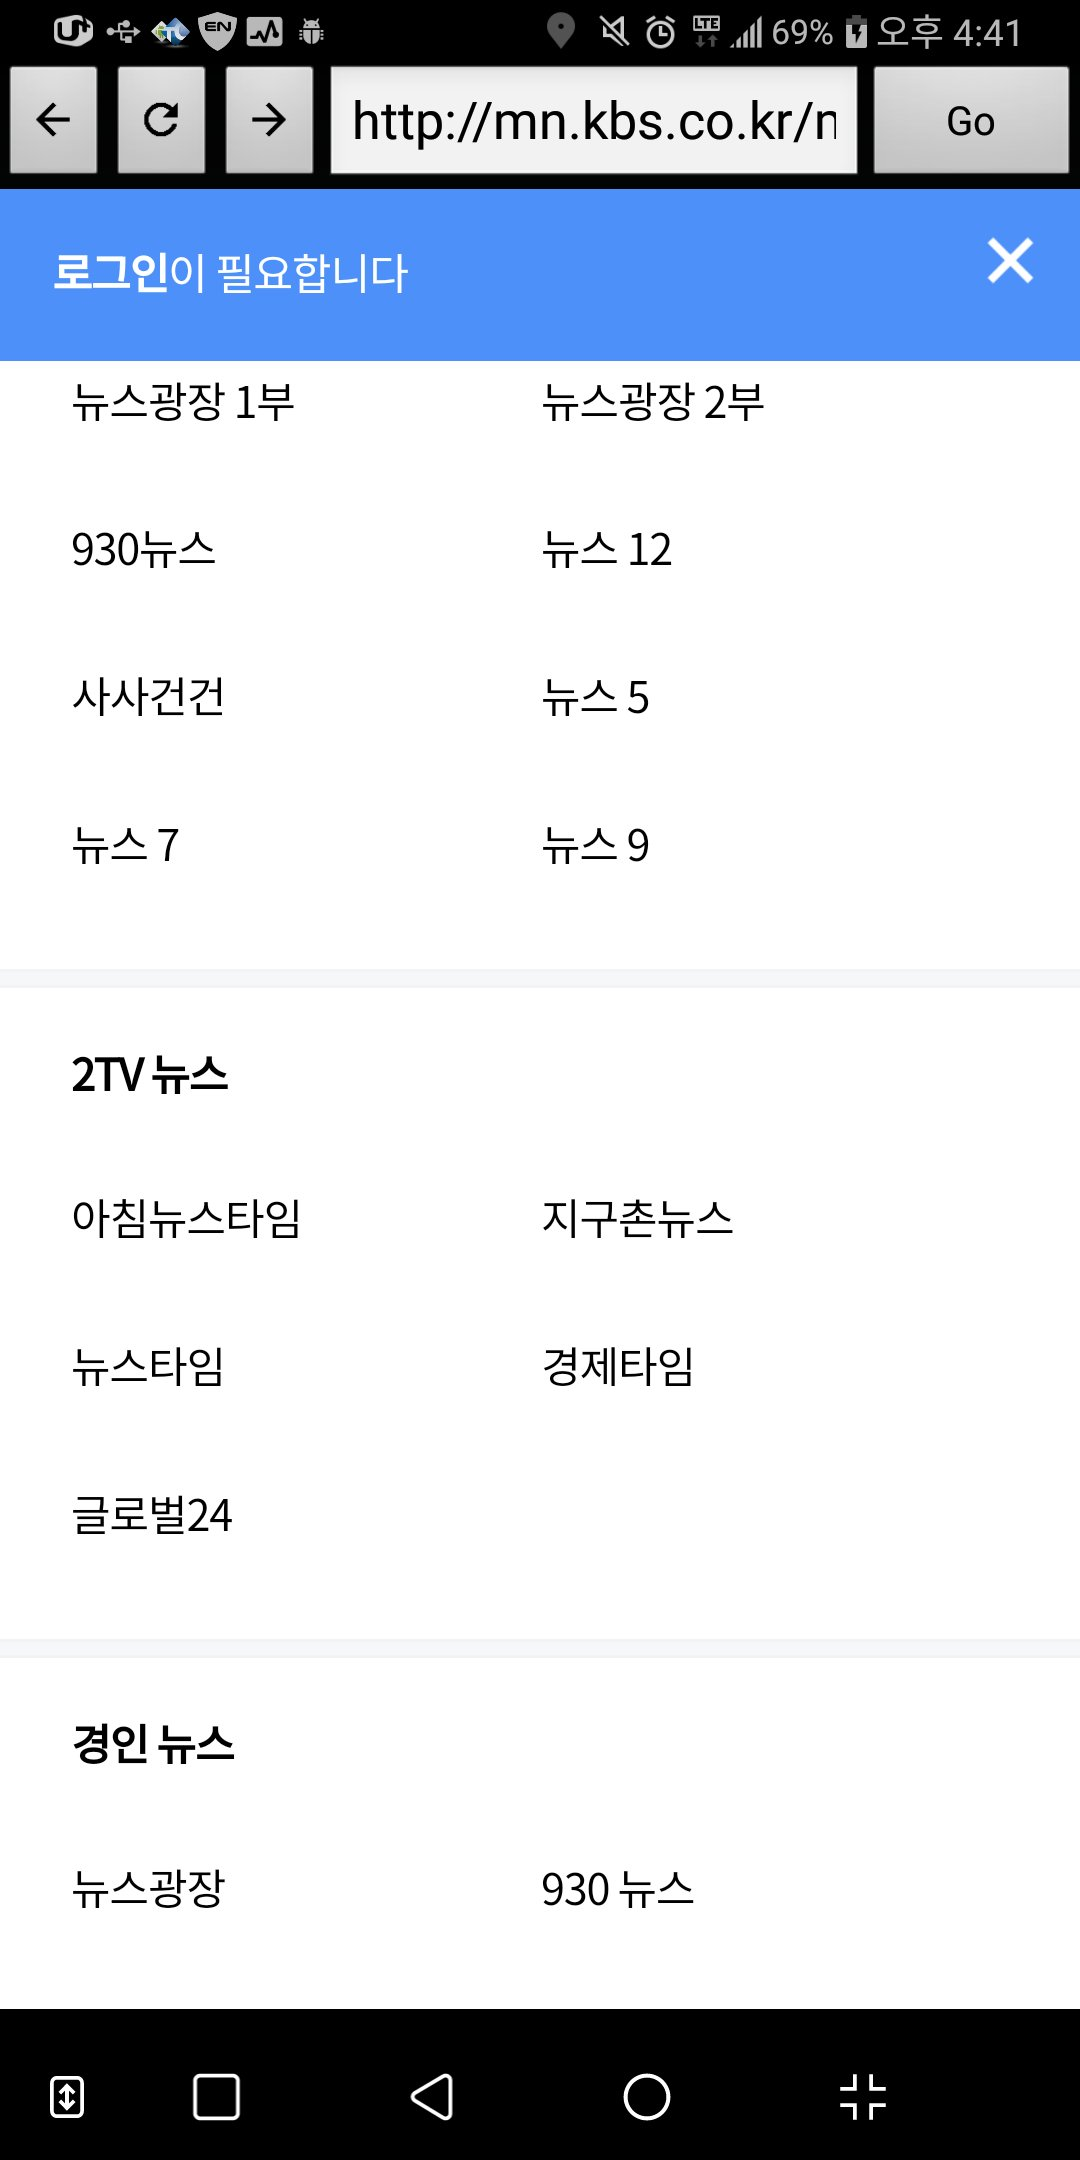 EN
LTE
69%
오후 4:41
http://mn.kbs.co.kr/n
Go
로그인이 필요합니다
뉴스광장 1부
뉴스광장 2부
930뉴스
뉴스 12
사사건건
뉴스 5
뉴스 7
뉴스 9
2TV 뉴스
아침뉴스타임
지구촌뉴스
뉴스타임
경제타임
글로벌24
경인 뉴스
뉴스광장
930 뉴스